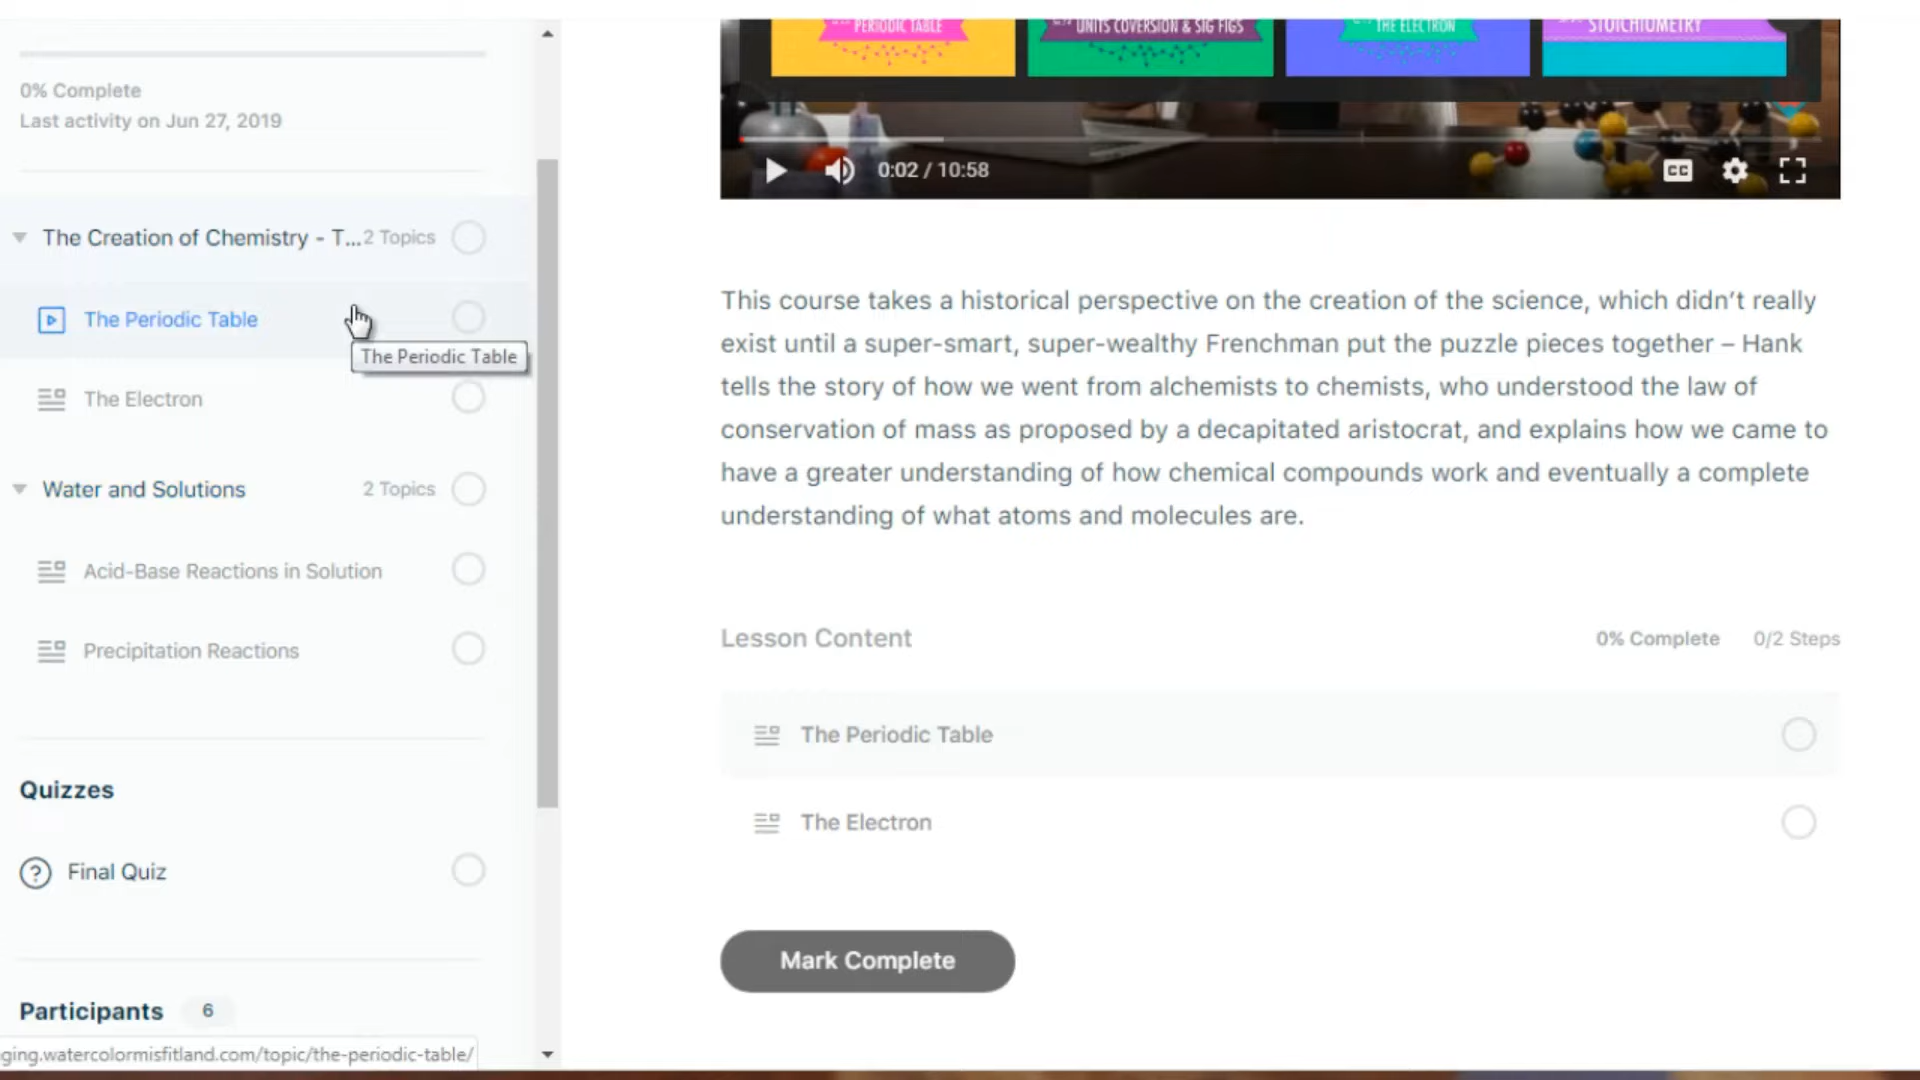 PERIODIC TABLE
UNITS COVERSION & SIG FIGS
THE ELECTRON
STOICHIOMETRY
0% Complete
Last activity on Jun 27, 2019
0:02 / 10:58
CC
The Creation of Chemistry - T... 2 Topics
The Periodic Table
The Periodic Table
The Electron
Water and Solutions 2 Topics
Acid-Base Reactions in Solution
Precipitation Reactions
Quizzes
? Final Quiz
Participants 6
ging.watercolormisfitland.com/topic/the-periodic-table/
This course takes a historical perspective on the creation of the science, which didn’t really
exist until a super-smart, super-wealthy Frenchman put the puzzle pieces together – Hank
tells the story of how we went from alchemists to chemists, who understood the law of
conservation of mass as proposed by a decapitated aristocrat, and explains how we came to
have a greater understanding of how chemical compounds work and eventually a complete
understanding of what atoms and molecules are.
Lesson Content 0% Complete 0/2 Steps
The Periodic Table
The Electron
Mark Complete